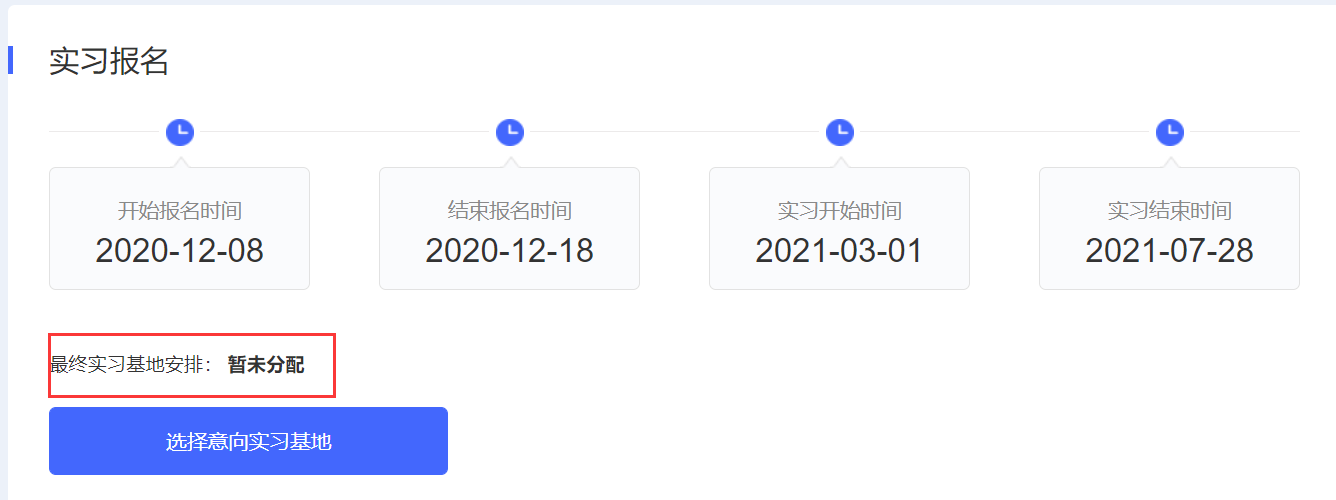 实习报名
开始报名时间
2020-12-08
结束报名时间
2020-12-18
实习开始时间
2021-03-01
实习结束时间
2021-07-28
最终实习基地安排： 暂未分配
选择意向实习基地